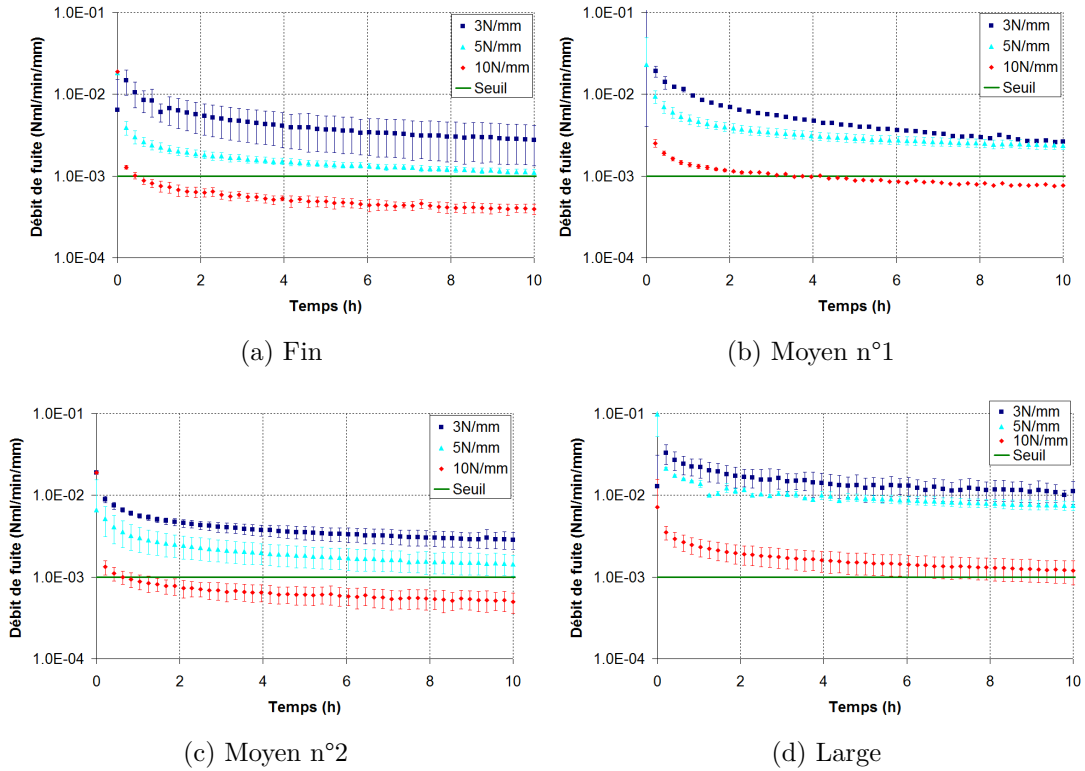 1.0E-01
1.0E-02
1.0E-03
1.0E-04
Débit de fuite (Nml/min/mm)
3N/mm
5N/mm
10N/mm
Seuil
0 2 4 6 8 10
Temps (h)
(a) Fin
1.0E-01
1.0E-02
1.0E-03
1.0E-04
Débit de fuite (Nml/min/mm)
3N/mm
5N/mm
10N/mm
Seuil
0 2 4 6 8 10
Temps (h)
(b) Moyen n°1
1.0E-01
1.0E-02
1.0E-03
1.0E-04
Débit de fuite (Nml/min/mm)
3N/mm
5N/mm
10N/mm
Seuil
0 2 4 6 8 10
Temps (h)
(c) Moyen n°2
1.0E-01
1.0E-02
1.0E-03
1.0E-04
Débit de fuite (Nml/min/mm)
3N/mm
5N/mm
10N/mm
Seuil
0 2 4 6 8 10
Temps (h)
(d) Large